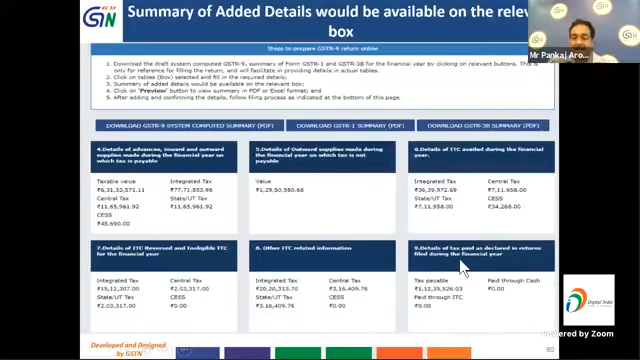 GSTN
Summary of Added Details would be available on the relev
box
Mr Pankaj Aro...
Steps to prepare GSTR-9 return online
1. Download the draft system computed GSTR-9, summary of Form GSTR-1 and GSTR-3B for the financial year by clicking on relevant buttons. This is
only for reference for filling the return, and will facilitate in providing details in actual tables.
2. Click on tables (Box) selected and fill in the required details;
3. Summary of added details would be available on the relevant box;
4. Click on 'Preview' button to view summary in PDF or Excel format; and
5. After adding and confirming the details, follow filing process as indicated at the bottom of this page.
DOWNLOAD GSTR-9 SYSTEM COMPUTED SUMMARY (PDF)
DOWNLOAD GSTR-1 SUMMARY (PDF)
DOWNLOAD GSTR-3B SUMMARY (PDF)
4.Details of advances, inward and outward supplies made during the financial year on which tax is payable
Taxable value
₹6,31,33,571.11
Integrated Tax
₹77,71,553.98
Central Tax
₹11,65,961.92
State/UT Tax
₹11,65,961.92
CESS
₹45,690.00
5.Details of Outward supplies made during the financial year on which tax is not payable
Value
₹1,29,50,580.68
6.Details of ITC availed during the financial year.
Integrated Tax
₹36,39,972.69
Central Tax
₹7,11,958.00
State/UT Tax
₹7,11,958.00
CESS
₹34,268.00
7.Details of ITC Reversed and Ineligible ITC for the financial year
Integrated Tax
₹15,12,307.00
Central Tax
₹2,03,317.00
State/UT Tax
₹2,03,317.00
CESS
₹0.00
8. Other ITC related information
Integrated Tax
₹20,20,313.70
Central Tax
₹3,16,409.76
State/UT Tax
₹3,16,409.76
CESS
₹0.00
9.Details of tax paid as declared in returns filed during the financial year
Tax payable
₹1,12,35,526.03
Paid through Cash
₹0.00
Paid through ITC
₹0.00
Digital India
Powered by Zoom
Developed and Designed
by GSTN
90